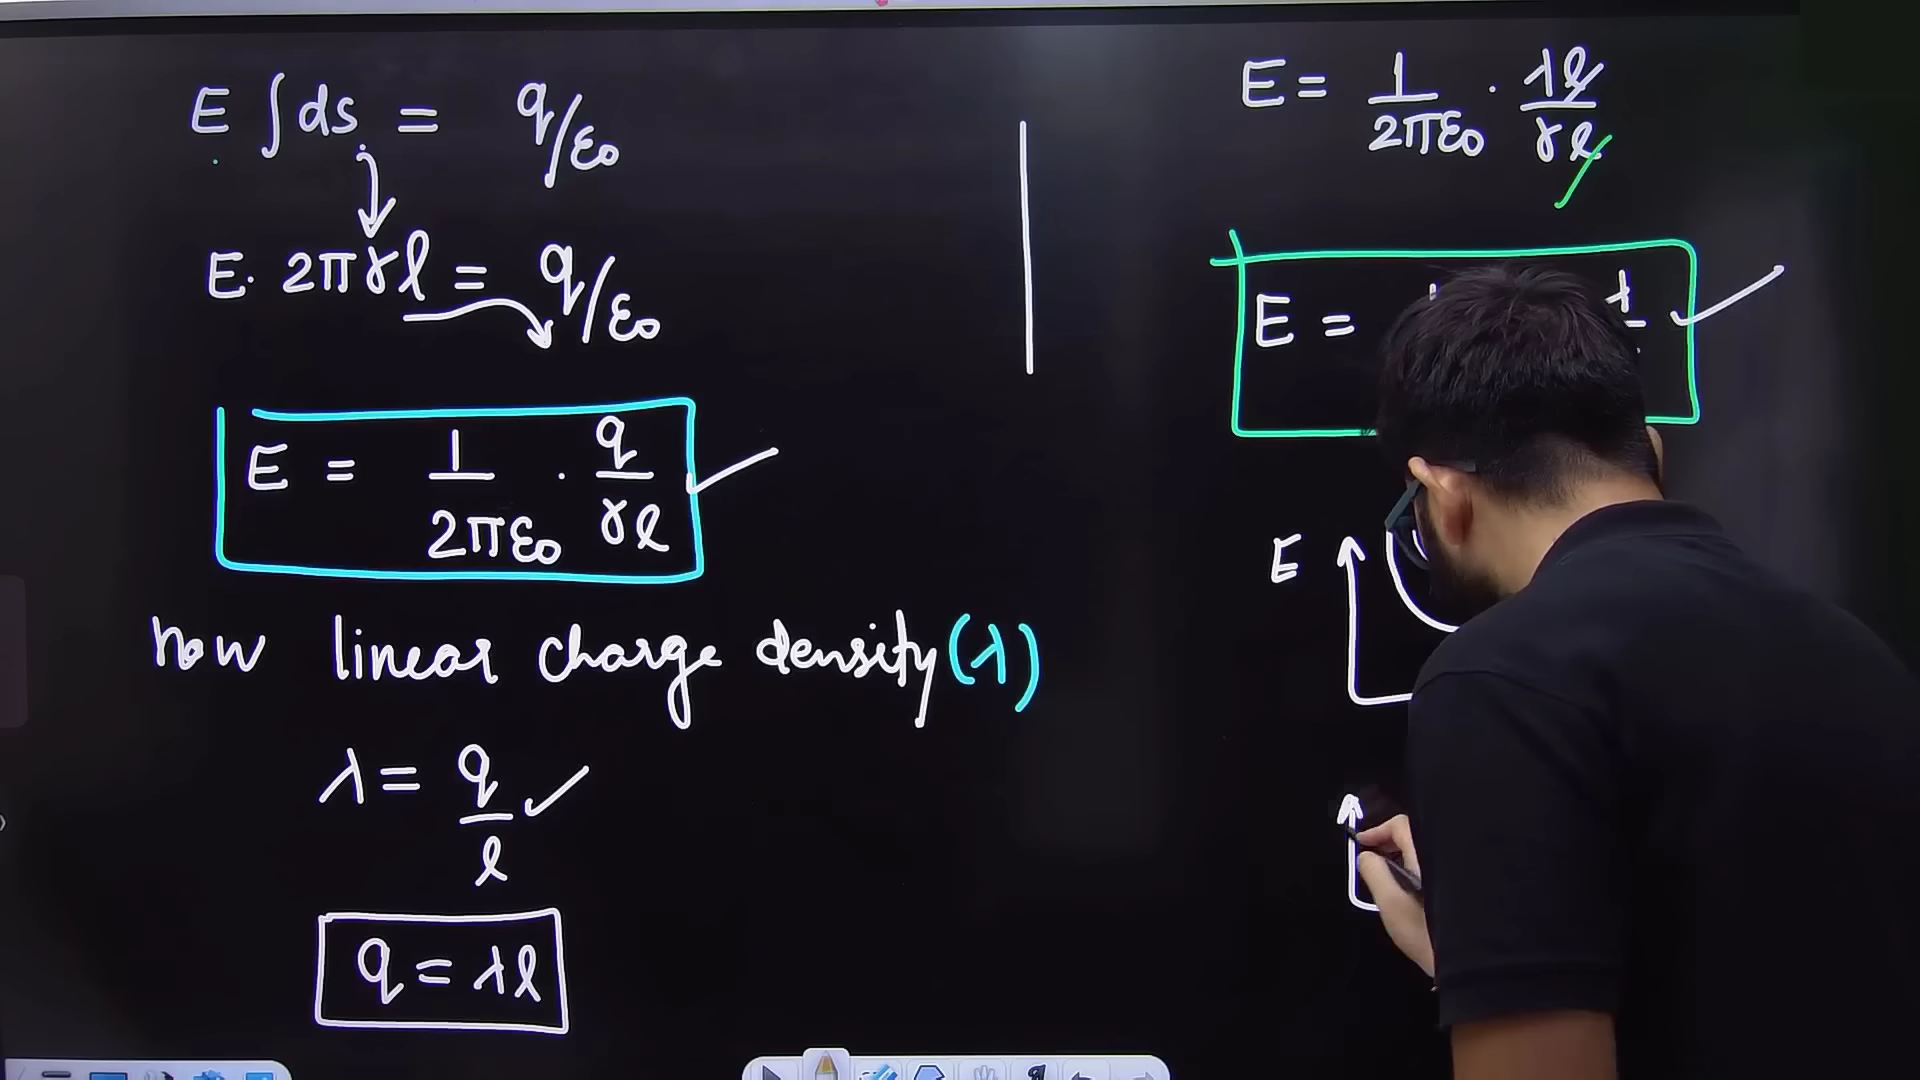 E ∫ds = q/ε₀
E. 2πrl = q/ε₀
E = 1/2πε₀ . q/rl
now linear charge density (λ)
λ = q/l
q = λl
E = 1/2πε₀ . λl/rl
E =
E